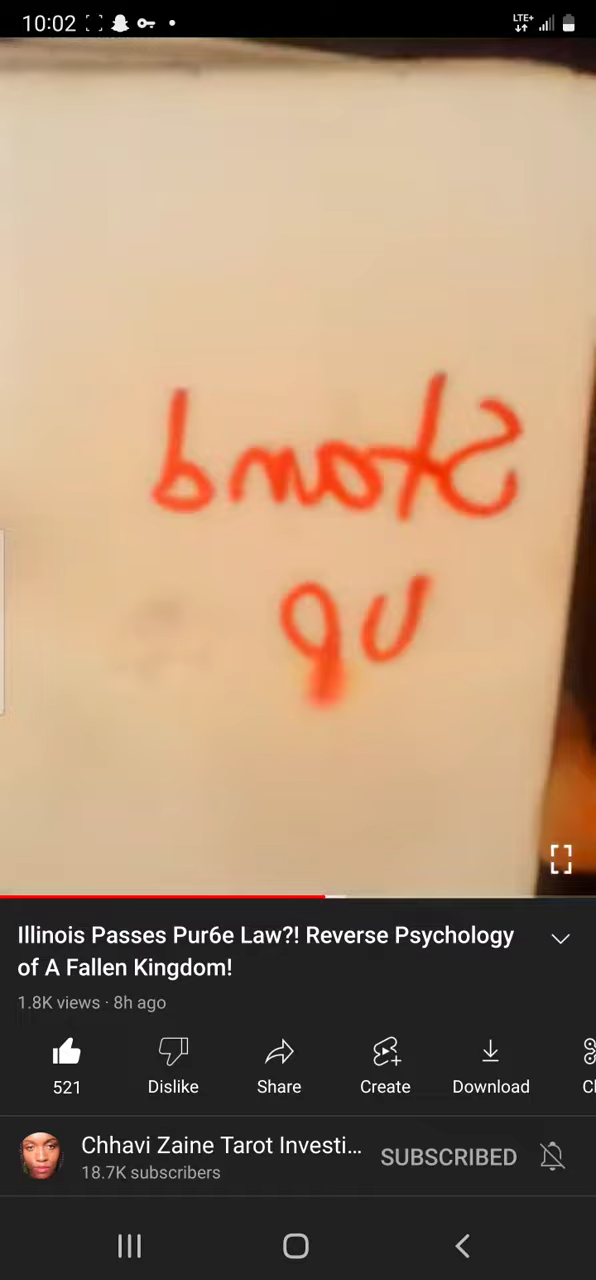 10:02
LTE+
Stand
up
Illinois Passes Pur6e Law?! Reverse Psychology
of A Fallen Kingdom!
1.8K views · 8h ago
521
Dislike
Share
Create
Download
Chhavi Zaine Tarot Investi...
SUBSCRIBED
18.7K subscribers